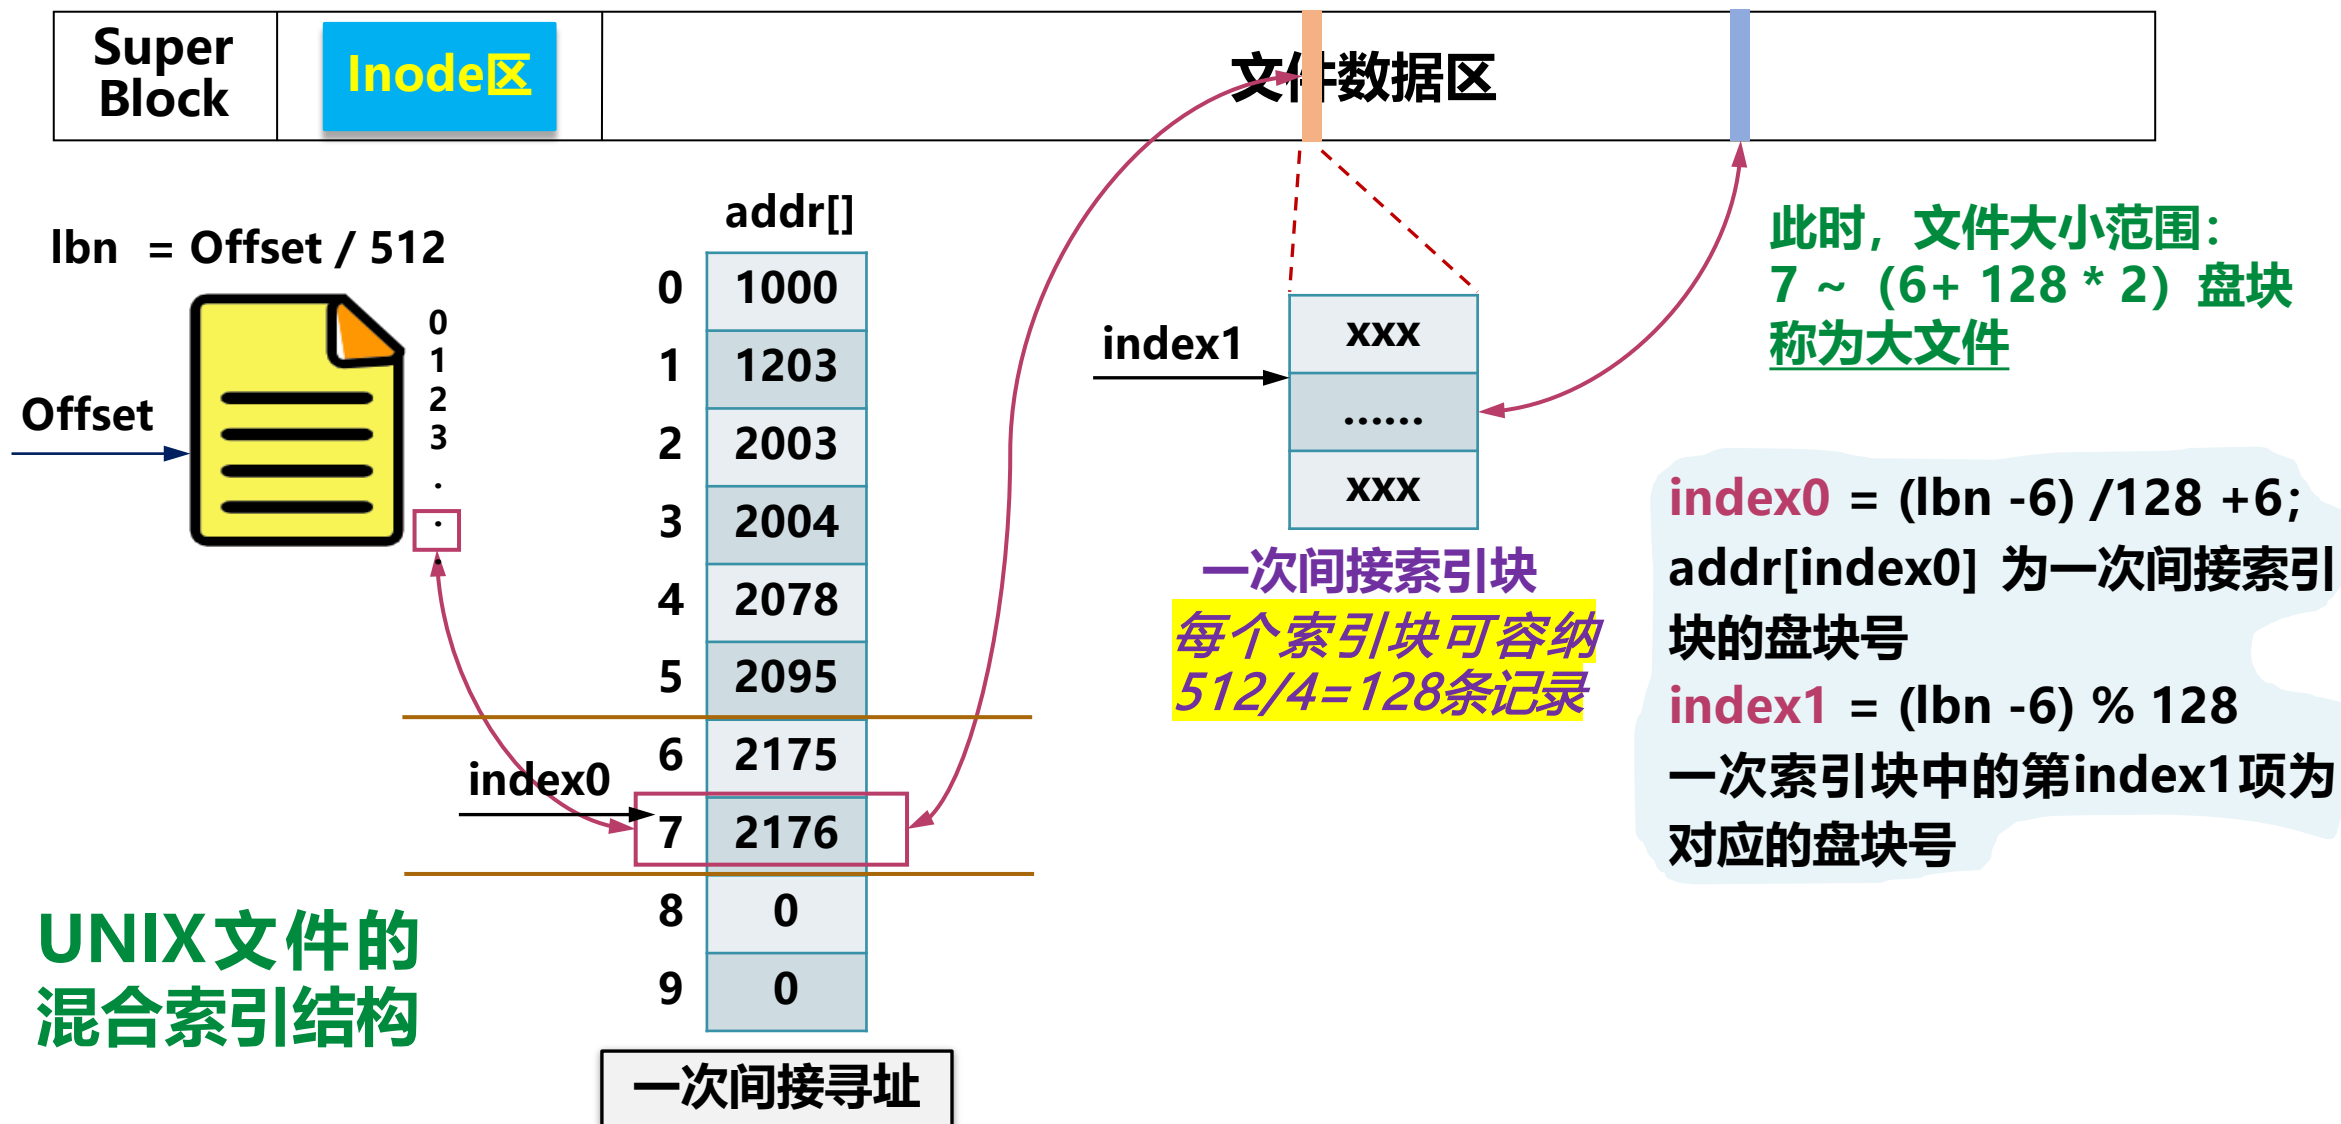 Super
Block
Inode区
文件数据区
lbn = Offset / 512
Offset
0
1
2
3
.
.
.
addr[]
0 1000
1 1203
2 2003
3 2004
4 2078
5 2095
6 2175
index0
7 2176
8 0
9 0
一次间接寻址
index1
xxx
......
xxx
一次间接索引块
每个索引块可容纳
512/4=128条记录
此时，文件大小范围：
7 ~（6+ 128 * 2）盘块
称为大文件
index0 = (lbn -6) /128 +6;
addr[index0] 为一次间接索引
块的盘块号
index1 = (lbn -6) % 128
一次索引块中的第index1项为
对应的盘块号
UNIX文件的
混合索引结构